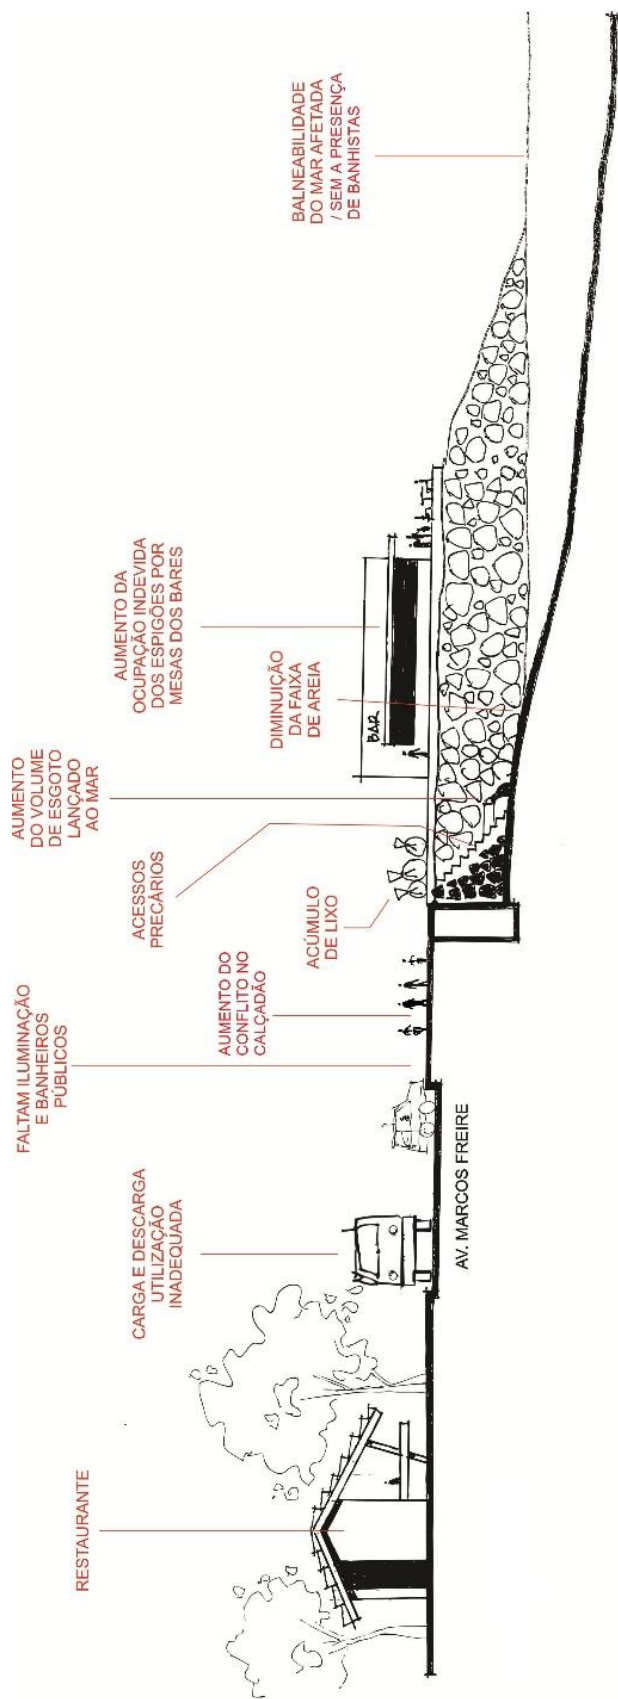 RESTAURANTE
CARGA E DESCARGA
UTILIZAÇÃO
INADEQUADA
AV. MARCOS FREIRE
FALTAM ILUMINAÇÃO
E BANHEIROS
PÚBLICOS
AUMENTO DO
CONFLITO NO
CALÇADÃO
ACESSOS
PRECÁRIOS
ACÚMULO
DE LIXO
AUMENTO
DO VOLUME
DE ESGOTO
LANÇADO
AO MAR
BAR
DIMINUIÇÃO
DA FAIXA
DE AREIA
AUMENTO DA
OCUPAÇÃO INDEVIDA
DOS ESPIGÕES POR
MESAS DOS BARES
BALNEABILIDADE
DO MAR AFETADA
/ SEM A PRESENÇA
DE BANHISTAS